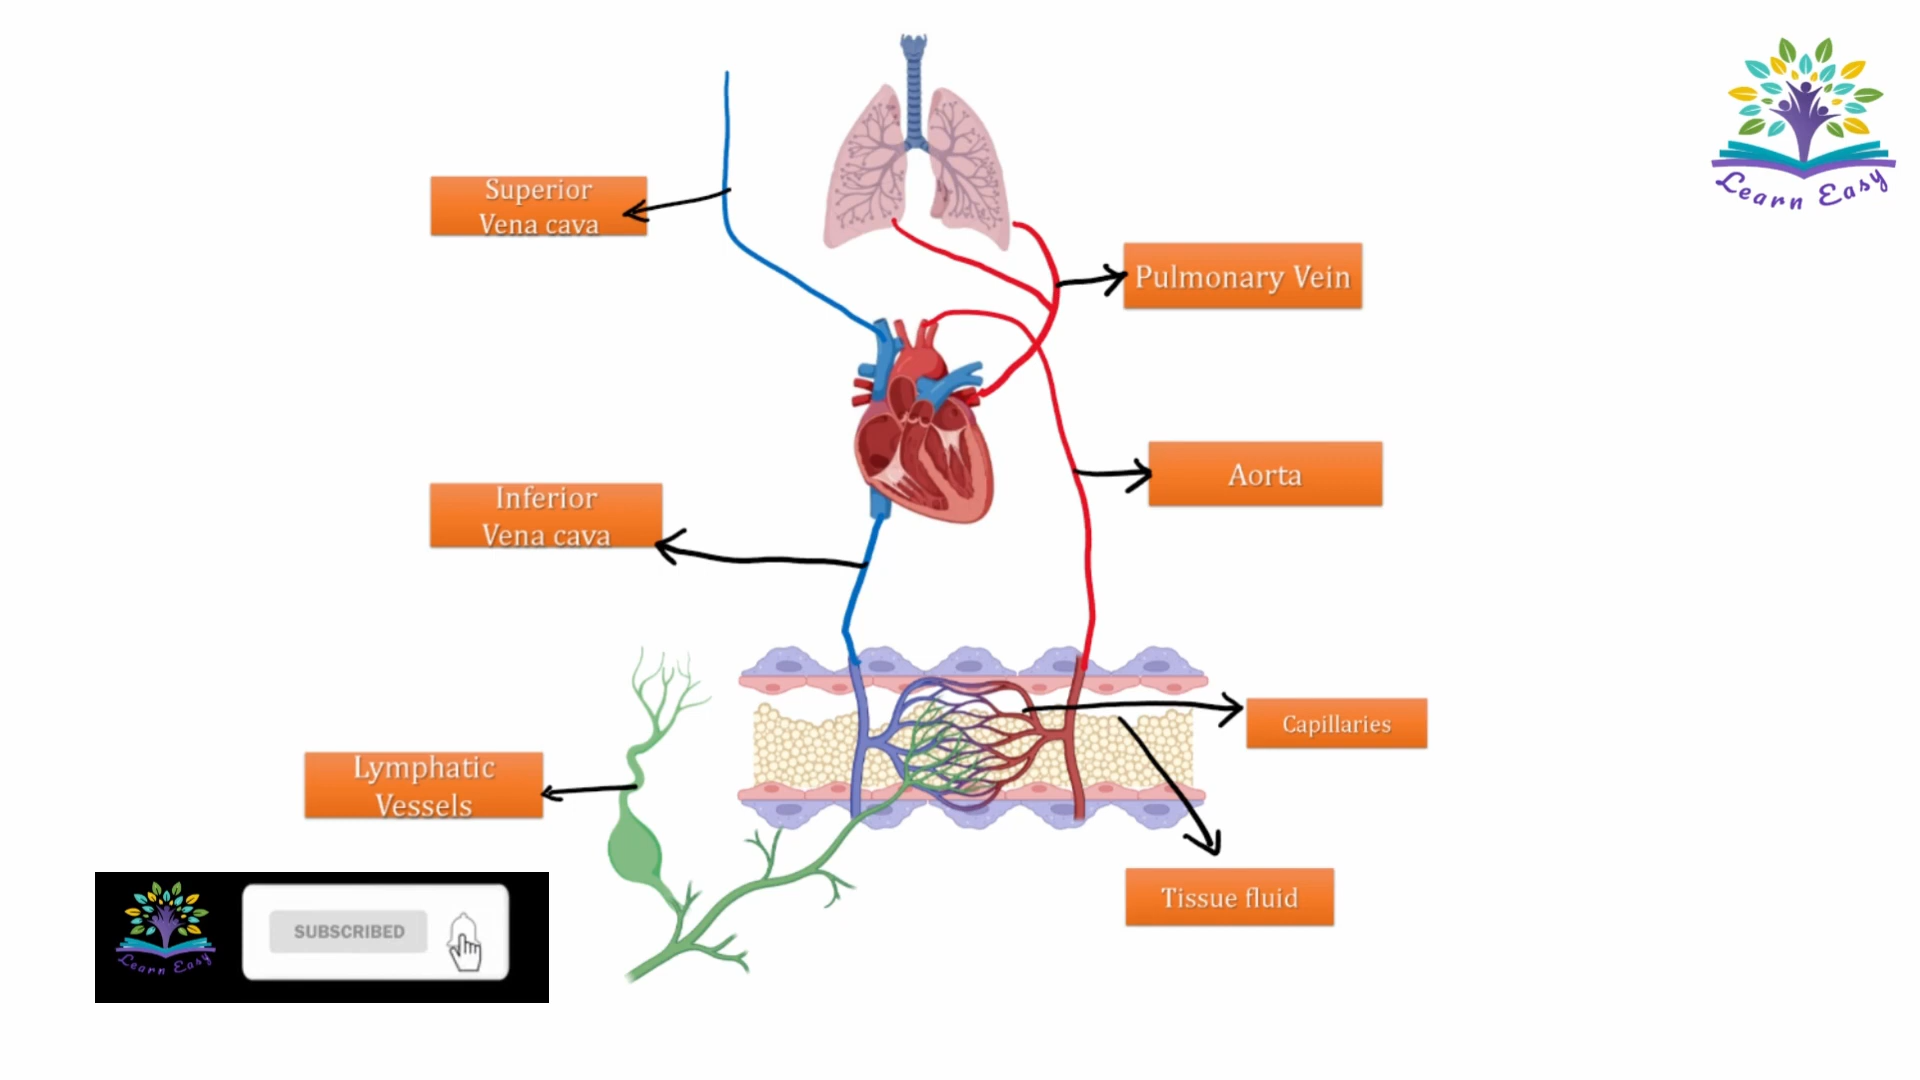 Learn Easy
Superior
Vena cava
Pulmonary Vein
Aorta
Inferior
Vena cava
Capillaries
Lymphatic
Vessels
Tissue fluid
SUBSCRIBED
Learn Easy